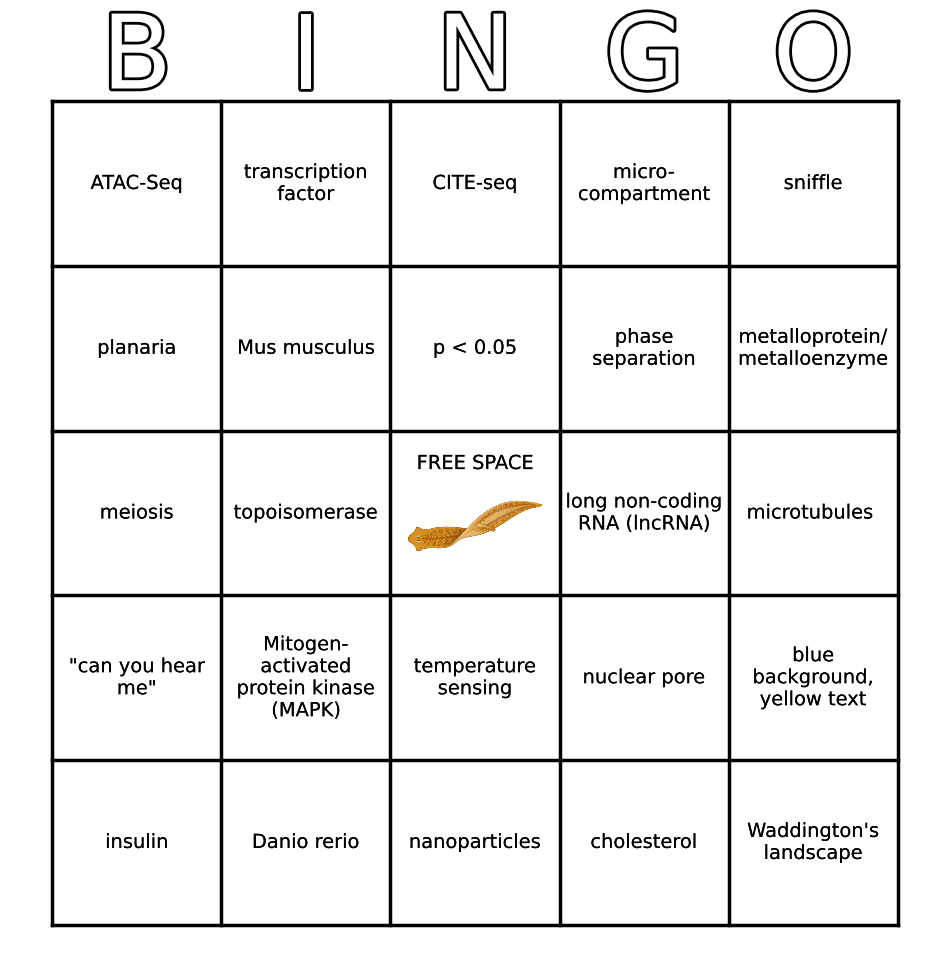 B I N G O
ATAC-Seq
transcription
factor
CITE-seq
micro-
compartment
sniffle
planaria
Mus musculus
p < 0.05
phase
separation
metalloprotein/
metalloenzyme
meiosis
topoisomerase
FREE SPACE
long non-coding
RNA (lncRNA)
microtubules
"can you hear
me"
Mitogen-
activated
protein kinase
(MAPK)
temperature
sensing
nuclear pore
blue
background,
yellow text
insulin
Danio rerio
nanoparticles
cholesterol
Waddington's
landscape